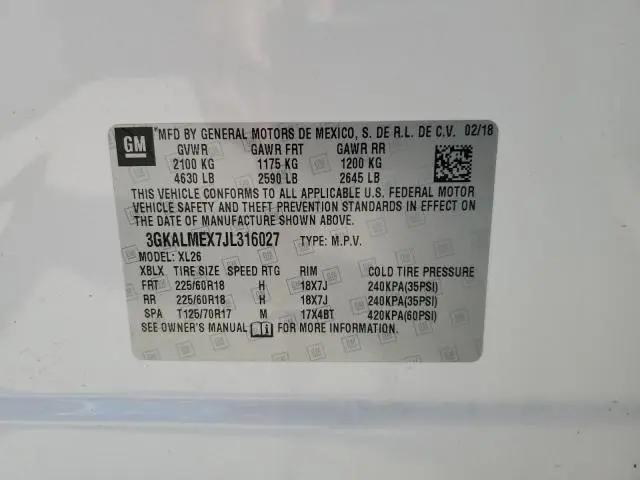 GM
*MFD BY GENERAL MOTORS DE MEXICO, S. DE R.L. DE C.V. 02/18
GVWR GAWR FRT GAWR RR
2100 KG 1175 KG 1200 KG
4630 LB 2590 LB 2645 LB
THIS VEHICLE CONFORMS TO ALL APPLICABLE U.S. FEDERAL MOTOR
VEHICLE SAFETY AND THEFT PREVENTION STANDARDS IN EFFECT ON
THE DATE OF MANUFACTURE SHOWN ABOVE.
3GKALMEX7JL316027 TYPE: M.P.V.
MODEL: XL26
XBLX TIRE SIZE SPEED RTG RIM COLD TIRE PRESSURE
FRT 225/60R18 H 18X7J 240KPA(35PSI)
RR 225/60R18 H 18X7J 240KPA(35PSI)
SPA T125/70R17 M 17X4BT 420KPA(60PSI)
SEE OWNER'S MANUAL FOR MORE INFORMATION.